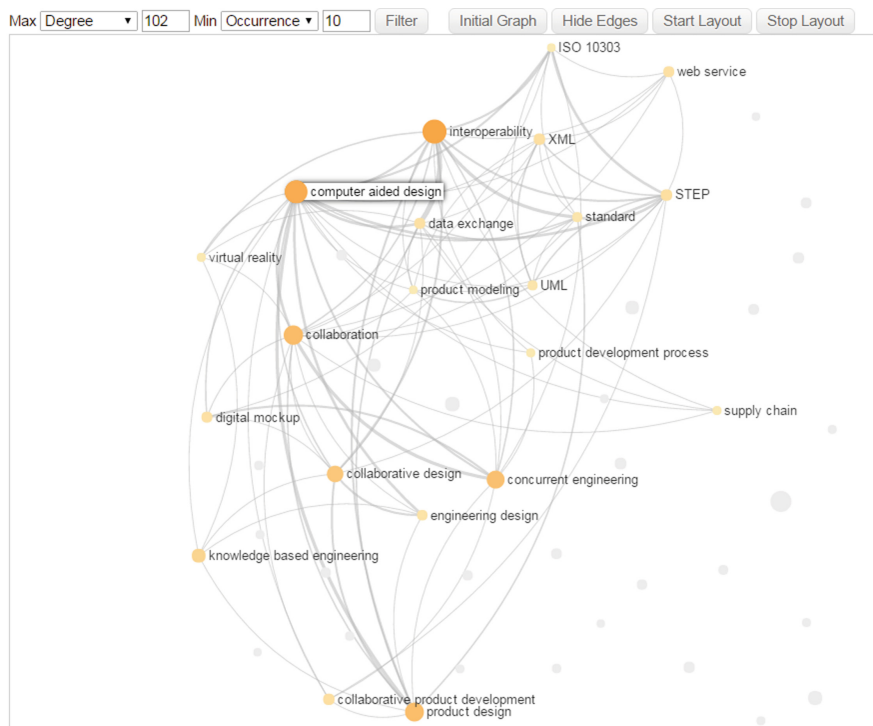 Max Degree 102 Min Occurrence 10 Filter Initial Graph Hide Edges Start Layout Stop Layout
ISO 10303
web service
interoperability
XML
computer aided design
STEP
standard
data exchange
virtual reality
product modeling
UML
collaboration
product development process
supply chain
digital mockup
collaborative design
concurrent engineering
engineering design
knowledge based engineering
collaborative product development
product design